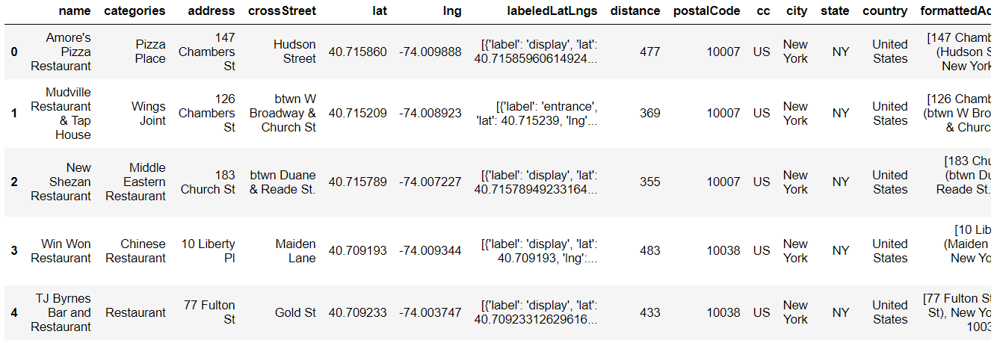 name categories address crossStreet lat lng labeledLatLngs distance postalCode cc city state country formattedAd
0
Amore's
Pizza
Restaurant
Pizza
Place
147
Chambers
St
Hudson
Street
40.715860
-74.009888
[{'label': 'display', 'lat':
40.71585960614924...
477
10007
US
New
York
NY
United
States
[147 Chamb
(Hudson S
New York
1
Mudville
Restaurant
& Tap
House
Wings
Joint
126
Chambers
St
btwn W
Broadway &
Church St
40.715209
-74.008923
[{'label': 'entrance',
'lat': 40.715239, 'lng'...
369
10007
US
New
York
NY
United
States
[126 Chamb
(btwn W Bro
& Churc
2
New
Shezan
Restaurant
Middle
Eastern
Restaurant
183
Church St
btwn Duane
& Reade St.
40.715789
-74.007227
[{'label': 'display', 'lat':
40.71578949233164...
355
10007
US
New
York
NY
United
States
[183 Chu
(btwn Du
Reade St.
3
Win Won
Restaurant
Chinese
Restaurant
10 Liberty
Pl
Maiden
Lane
40.709193
-74.009344
[{'label': 'display', 'lat':
40.709193, 'lng':...
483
10038
US
New
York
NY
United
States
[10 Lib
(Maiden
New Yo
4
TJ Byrnes
Bar and
Restaurant
Restaurant
77 Fulton
St
Gold St
40.709233
-74.003747
[{'label': 'display', 'lat':
40.70923312629616...
433
10038
US
New
York
NY
United
States
[77 Fulton St
St), New Yo
1003